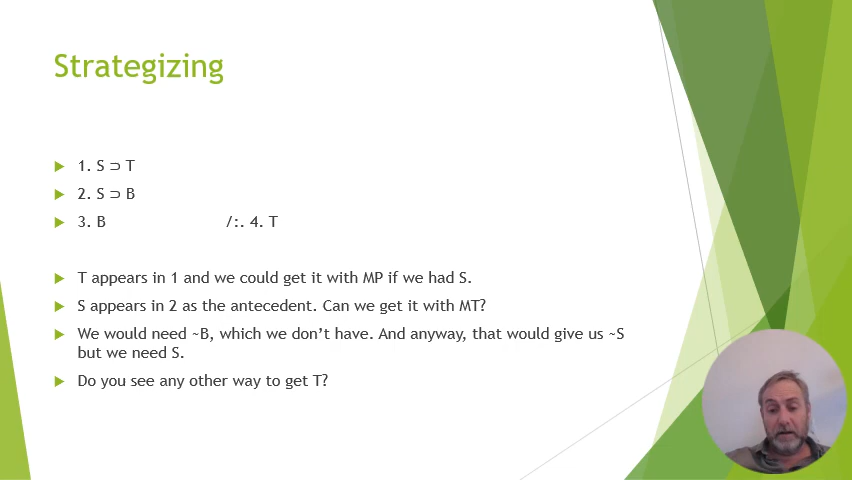 Strategizing
1. S ⊃ T
2. S ⊃ B
3. B /:. 4. T
T appears in 1 and we could get it with MP if we had S.
S appears in 2 as the antecedent. Can we get it with MT?
We would need ~B, which we don’t have. And anyway, that would give us ~S
but we need S.
Do you see any other way to get T?